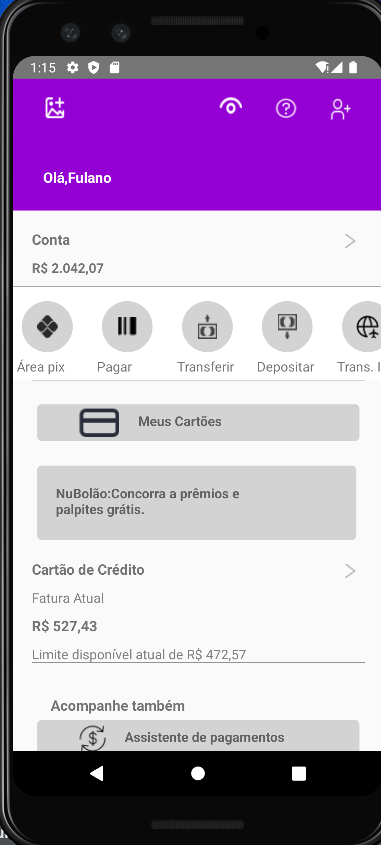 1:15
Olá,Fulano
Conta
R$ 2.042,07
Área pix
Pagar
Transferir
Depositar
Trans. I
Meus Cartões
NuBolão:Concorra a prêmios e
palpites grátis.
Cartão de Crédito
Fatura Atual
R$ 527,43
Limite disponível atual de R$ 472,57
Acompanhe também
Assistente de pagamentos